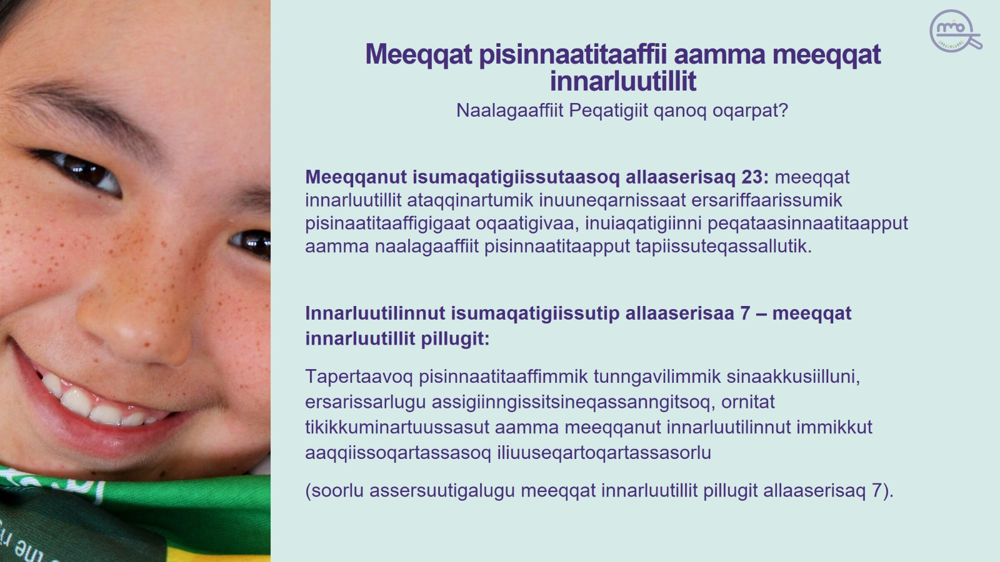 Meeqqat pisinnaatitaaffii aamma meeqqat
innarluutillit
Naalagaaffiit Peqatigiit qanoq oqarpat?
Meeqqanut isumaqatigiissutaasoq allaaserisaq 23: meeqqat
innarluutillit ataqqinartumik inuuneqarnissaat ersariffaarissumik
pisinaatitaaffigigaat oqaatigivaa, inuiaqatigiinni peqataasinnaatitaapput
aamma naalagaaffiit pisinnaatitaapput tapiissuteqassallutik.
Innarluutilinnut isumaqatigiissutip allaaserisaa 7 – meeqqat
innarluutillit pillugit:
Tapertaavoq pisinnaatitaaffimmik tunngavilimmik sinaakkusiilluni,
ersarissarlugu assigiinngissitsineqassanngitsoq, ornitat
tikikkuminartuussasut aamma meeqqanut innarluutilinnut immikkut
aaqqiissoqartassasoq iliuuseqartoqartassasorlu
(soorlu assersuutigalugu meeqqat innarluutillit pillugit allaaserisaq 7).
mio
the